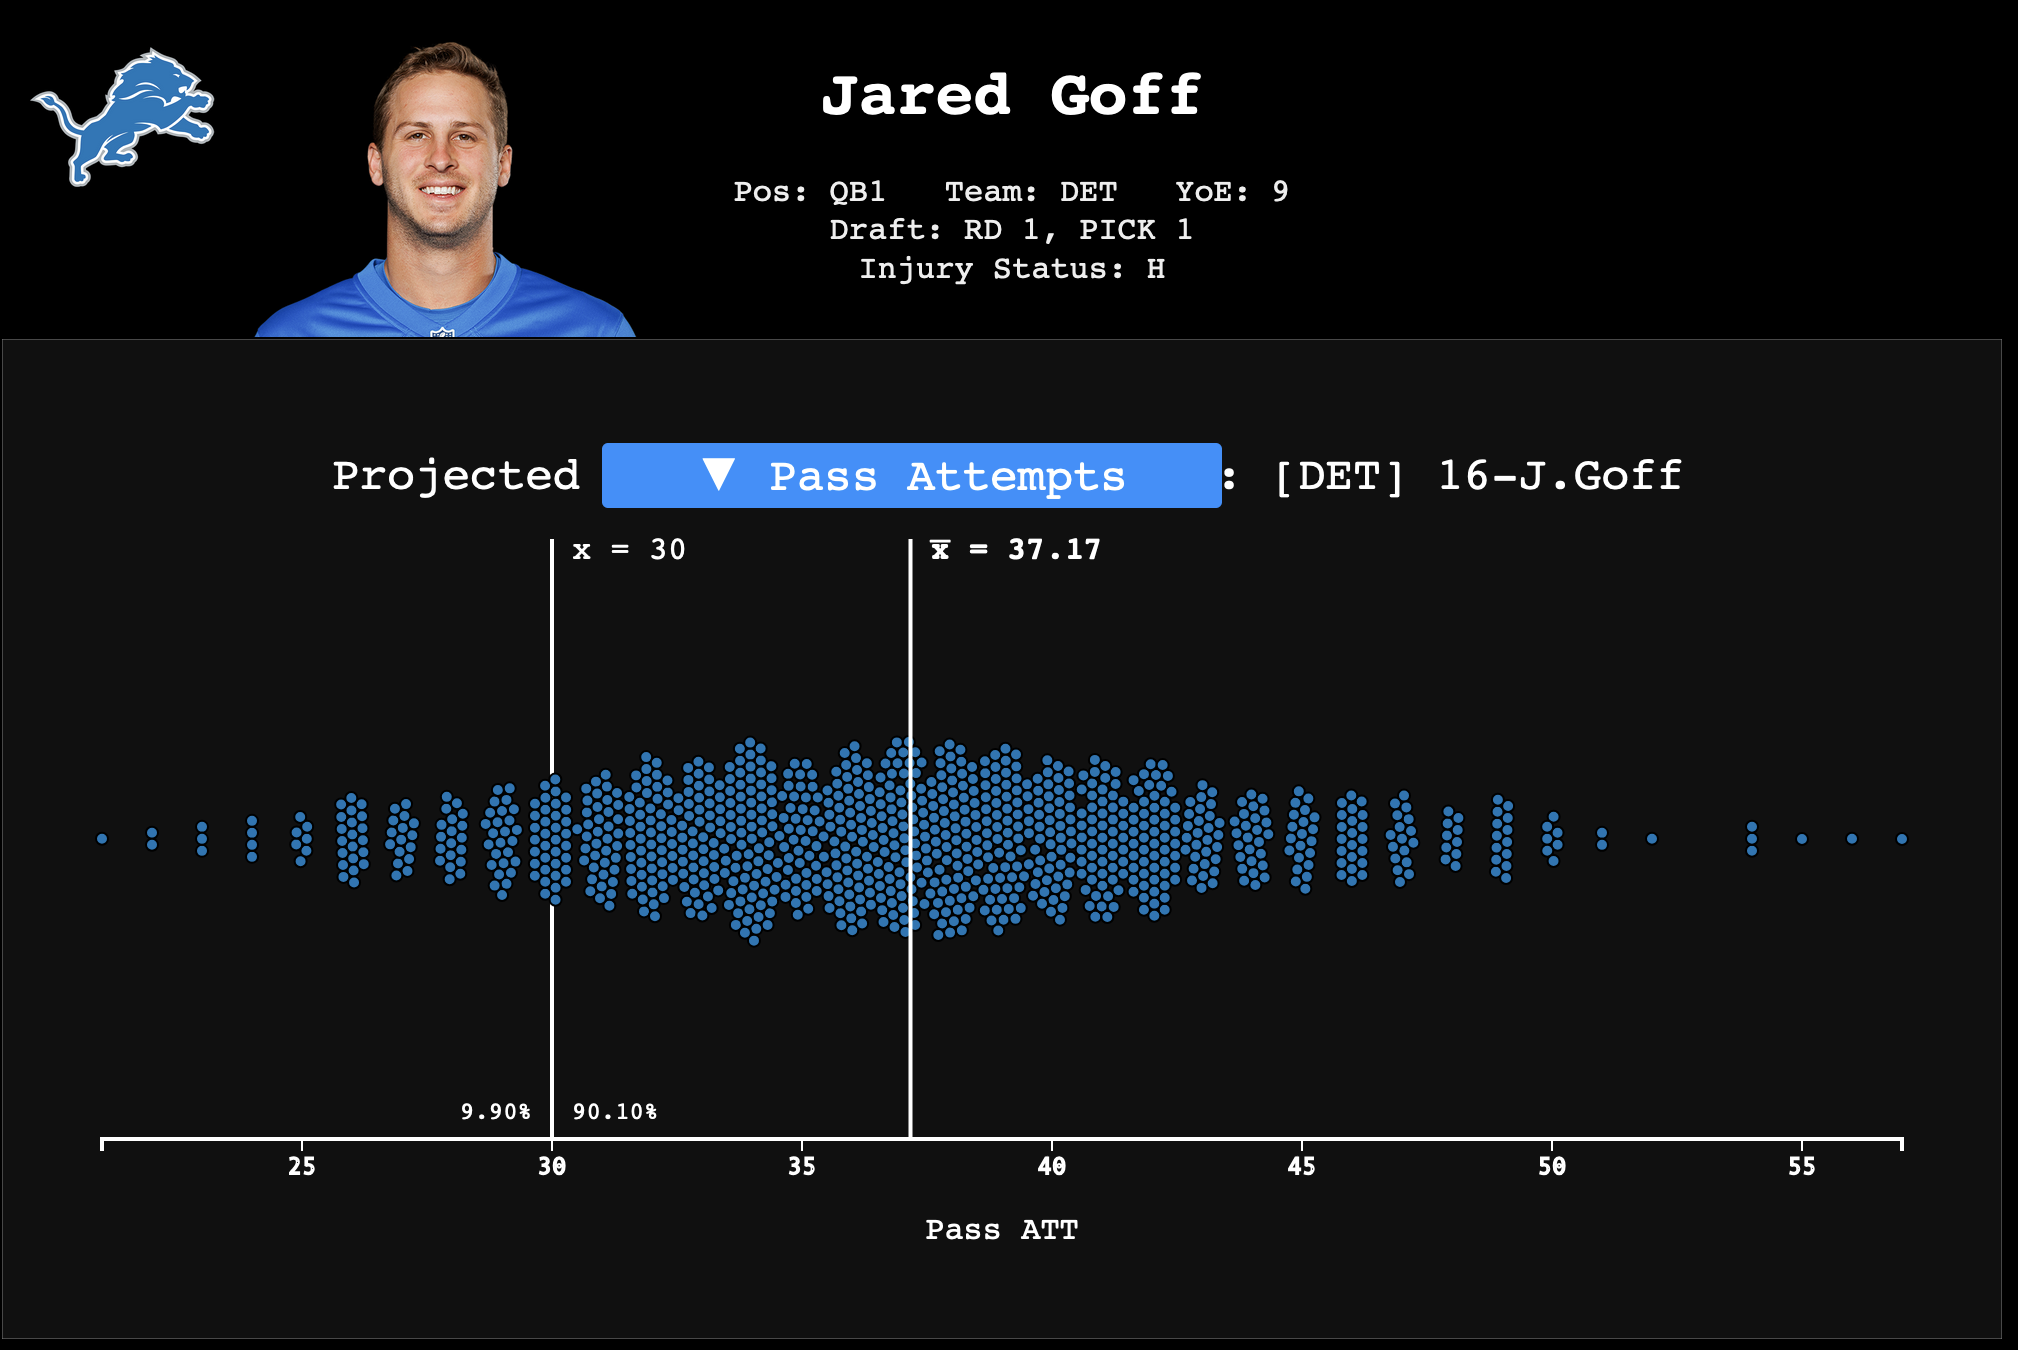 Jared Goff
Pos: QB1 Team: DET YoE: 9
Draft: RD 1, PICK 1
Injury Status: H
Projected ▼ Pass Attempts : [DET] 16-J.Goff
x = 30
x̅ = 37.17
9.90% 90.10%
25 30 35 40 45 50 55
Pass ATT